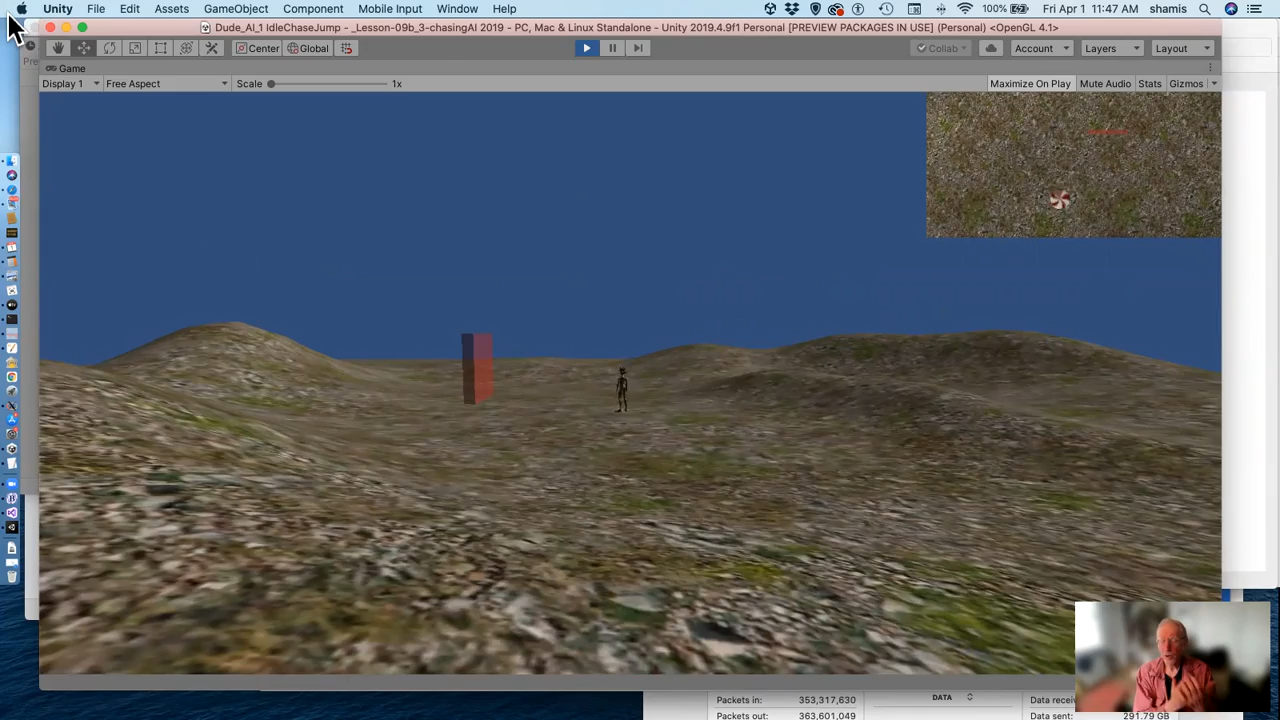 Unity File Edit Assets GameObject Component Mobile Input Window Help 100% Fri Apr 1 11:47 AM shamis
Dude_AI_1 IdleChaseJump - _Lesson-09b_3-chasingAI 2019 - PC, Mac & Linux Standalone - Unity 2019.4.9f1 Personal [PREVIEW PACKAGES IN USE] (Personal) <OpenGL 4.1>
Center Global Collab Account Layers Layout
Game
Display 1 Free Aspect Scale 1x Maximize On Play Mute Audio Stats Gizmos
Packets in: 353,317,630 DATA Data receiv
Packets out: 363,601,049 Data sent: 291.79 GB